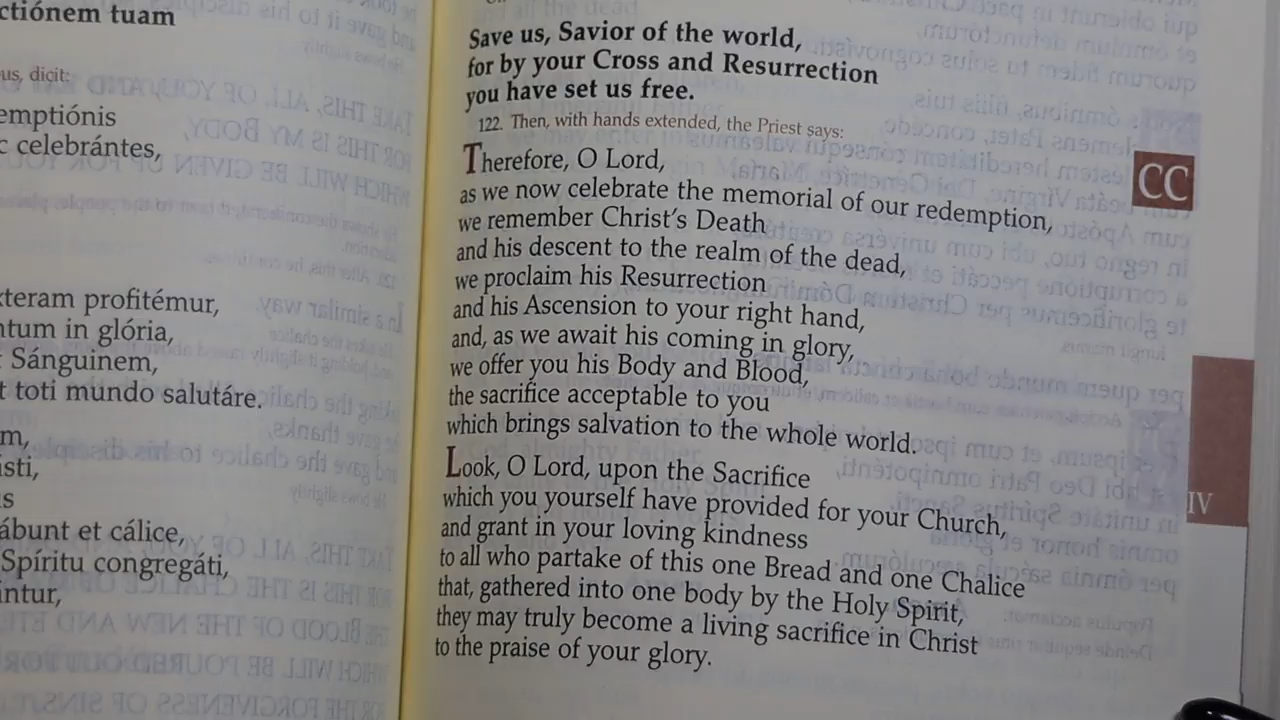 ctiónem tuam
us, dicit:
emptiónis
c celebrántes,
xteram profitémur,
ntum in glória,
t Sánguinem,
t toti mundo salutáre.
m,
asti,
s
ábunt et cálice,
Spíritu congregáti,
intur,
Save us, Savior of the world,
for by your Cross and Resurrection
you have set us free.
122. Then, with hands extended, the Priest says:
Therefore, O Lord,
as we now celebrate the memorial of our redemption,
we remember Christ's Death
and his descent to the realm of the dead,
we proclaim his Resurrection
and his Ascension to your right hand,
and, as we await his coming in glory,
we offer you his Body and Blood,
the sacrifice acceptable to you
which brings salvation to the whole world.
Look, O Lord, upon the Sacrifice
which you yourself have provided for your Church,
and grant in your loving kindness
to all who partake of this one Bread and one Chalice
that, gathered into one body by the Holy Spirit,
they may truly become a living sacrifice in Christ
to the praise of your glory.
CC
IV